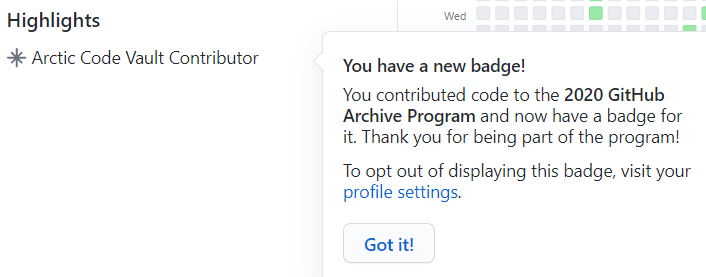 Highlights
Wed
Arctic Code Vault Contributor
You have a new badge!
You contributed code to the 2020 GitHub
Archive Program and now have a badge for
it. Thank you for being part of the program!
To opt out of displaying this badge, visit your
profile settings.
Got it!